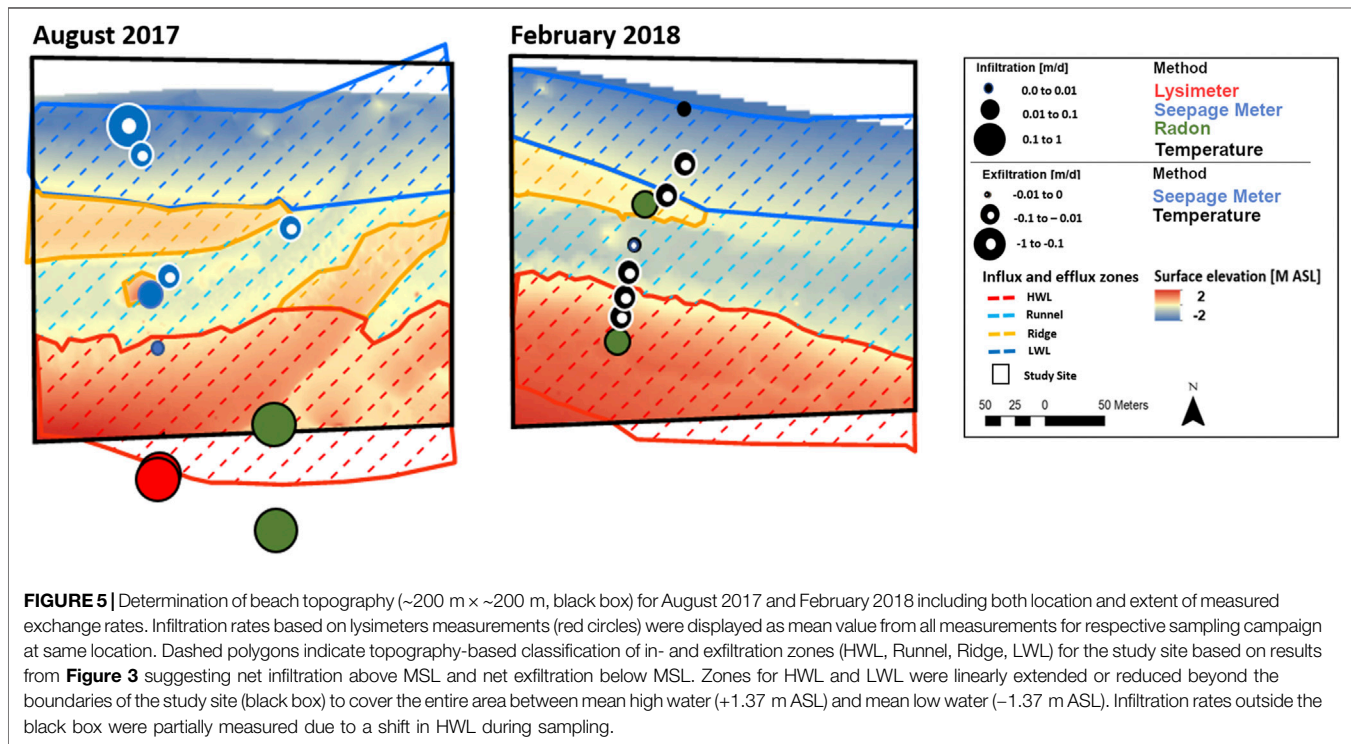 August 2017
February 2018
Infiltration [m/d]
Method
0.0 to 0.01
Lysimeter
0.01 to 0.1
Seepage Meter
Radon
0.1 to 1
Temperature
Exfiltration [m/d]
Method
-0.01 to 0
Seepage Meter
-0.1 to – 0.01
Temperature
-1 to -0.1
Influx and efflux zones
Surface elevation [M ASL]
HWL
2
Runnel
-2
Ridge
LWL
Study Site
N
50 25 0 50 Meters
FIGURE 5 | Determination of beach topography (~200 m × ~200 m, black box) for August 2017 and February 2018 including both location and extent of measured
exchange rates. Infiltration rates based on lysimeters measurements (red circles) were displayed as mean value from all measurements for respective sampling campaign
at same location. Dashed polygons indicate topography-based classification of in- and exfiltration zones (HWL, Runnel, Ridge, LWL) for the study site based on results
from Figure 3 suggesting net infiltration above MSL and net exfiltration below MSL. Zones for HWL and LWL were linearly extended or reduced beyond the
boundaries of the study site (black box) to cover the entire area between mean high water (+1.37 m ASL) and mean low water (−1.37 m ASL). Infiltration rates outside the
black box were partially measured due to a shift in HWL during sampling.